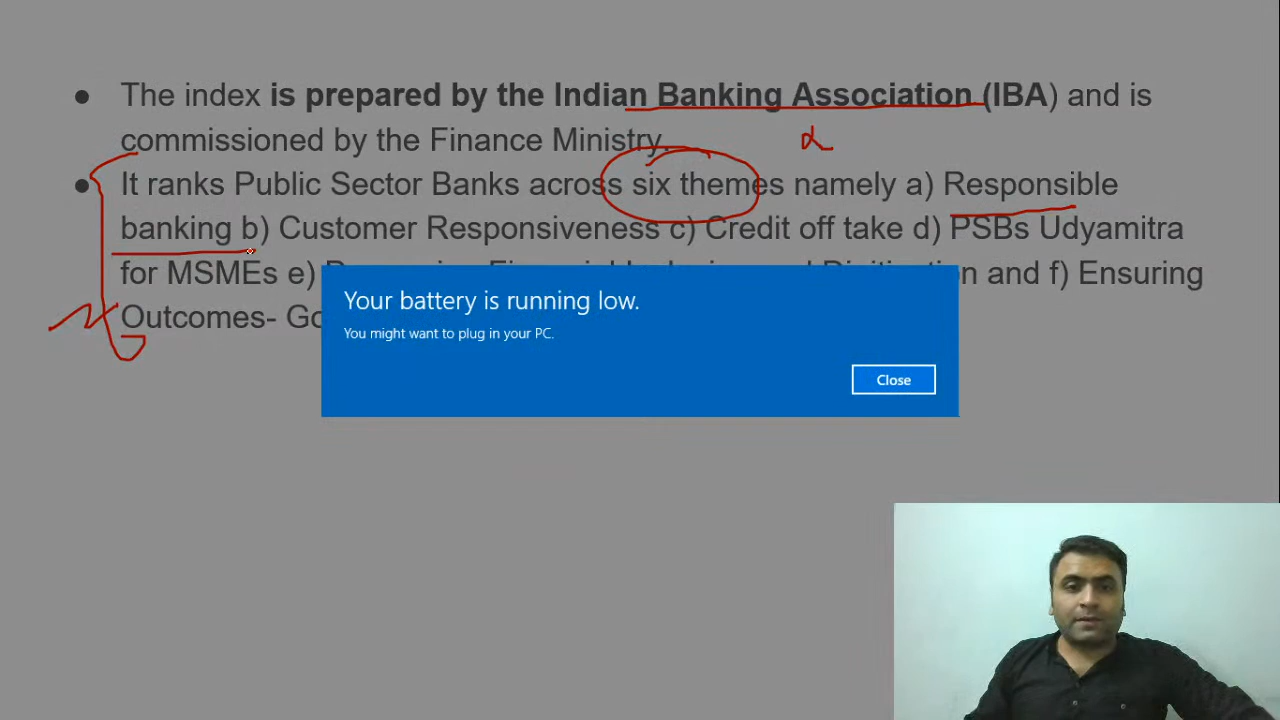 ● The index is prepared by the Indian Banking Association (IBA) and is
commissioned by the Finance Ministry.
● It ranks Public Sector Banks across six themes namely a) Responsible
banking b) Customer Responsiveness c) Credit off take d) PSBs Udyamitra
for MSMEs e) and f) Ensuring
Outcomes-
Your battery is running low.
You might want to plug in your PC.
Close